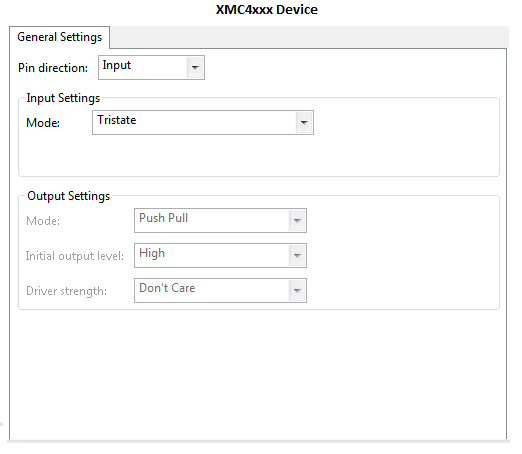 XMC4xxx Device
General Settings
Pin direction: Input
Input Settings
Mode: Tristate
Output Settings
Mode: Push Pull
Initial output level: High
Driver strength: Don't Care